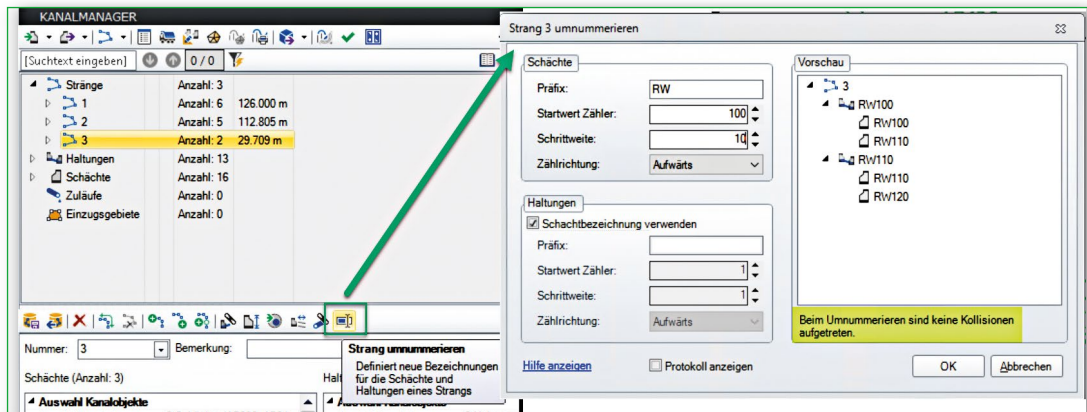 KANALMANAGER
[Suchtext eingeben] 0 / 0
Stränge Anzahl: 3
1 Anzahl: 6 126.000 m
2 Anzahl: 5 112.805 m
3 Anzahl: 2 29.709 m
Haltungen Anzahl: 13
Schächte Anzahl: 16
Zuläufe Anzahl: 0
Einzugsgebiete Anzahl: 0
Nummer: 3 Bemerkung:
Schächte (Anzahl: 3)
Auswahl Kanalobjekte
Strang umnummerieren
Definiert neue Bezeichnungen
für die Schächte und
Haltungen eines Strangs
Strang 3 umnummerieren
Schächte
Präfix: RW
Startwert Zähler: 100
Schrittweite: 10
Zählrichtung: Aufwärts
Haltungen
Schachtbezeichnung verwenden
Präfix:
Startwert Zähler: 1
Schrittweite: 1
Zählrichtung: Aufwärts
Hilfe anzeigen Protokoll anzeigen
Vorschau
3
RW100
RW100
RW110
RW110
RW110
RW120
Beim Umnummerieren sind keine Kollisionen
aufgetreten.
OK Abbrechen